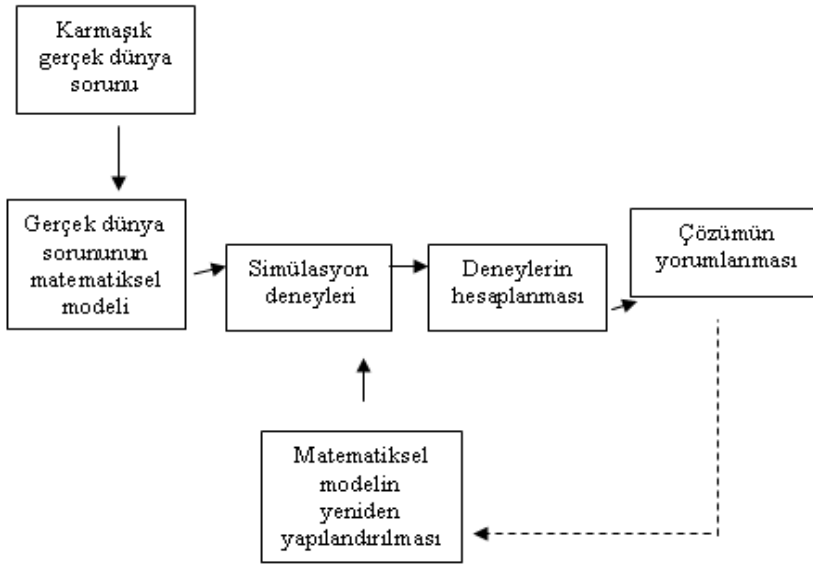 Karmaşık
gerçek dünya
sorunu
Gerçek dünya
sorununun
matematiksel
modeli
Simülasyon
deneyleri
Deneylerin
hesaplanması
Çözümün
yorumlanması
Matematiksel
modelin
yeniden
yapılandırılması